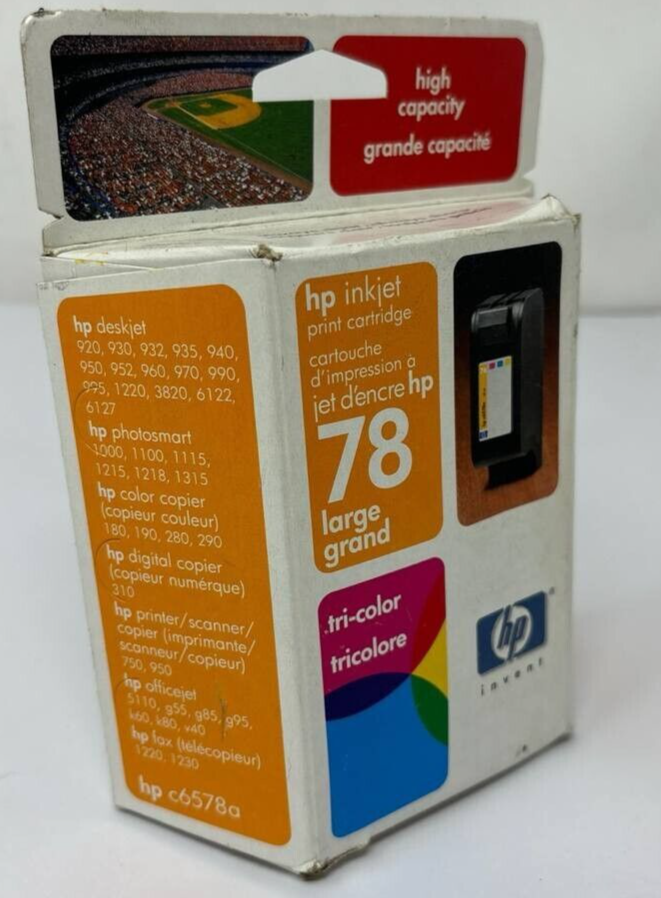 high
capacity
grande capacité
hp deskjet
920, 930, 932, 935, 940,
950, 952, 960, 970, 990,
995, 1220, 3820, 6122,
6127
hp photosmart
1000, 1100, 1115,
1215, 1218, 1315
hp color copier
(copieur couleur)
180, 190, 280, 290
hp digital copier
(copieur numérique)
310
hp printer/scanner/
copier (imprimante/
scanneur/copieur)
750, 950
hp officejet
5110, g55, g85, g95,
k60, k80, v40
hp fax (télécopieur)
1220, 1230
hp c6578a
hp inkjet
print cartridge
cartouche
d'impression à
jet d'encre hp
78
large
grand
tri-color
tricolore
hp
invent